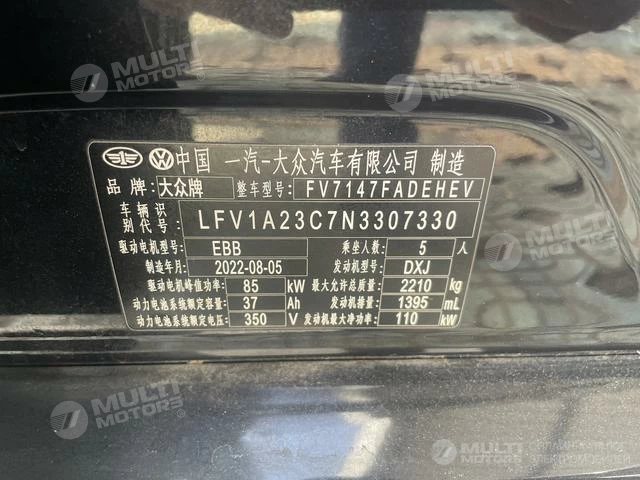 MULTI MOTORS
MULTI MOTORS
中国 一汽-大众汽车有限公司 制造
品 牌: 大众牌 整车型号: FV7147FADEHEV
车辆识别代号: LFV1A23C7N3307330
驱动电机型号: EBB 乘坐人数: 5 人
制造年月: 2022-08-05 发动机型号: DXJ
驱动电机峰值功率: 85 kW 最大允许总质量: 2210 kg
动力电池系统额定容量: 37 Ah 发动机排量: 1395 mL
动力电池系统额定电压: 350 V 发动机最大净功率: 110 kW
MULTI MOTORS
MULTI MOTORS